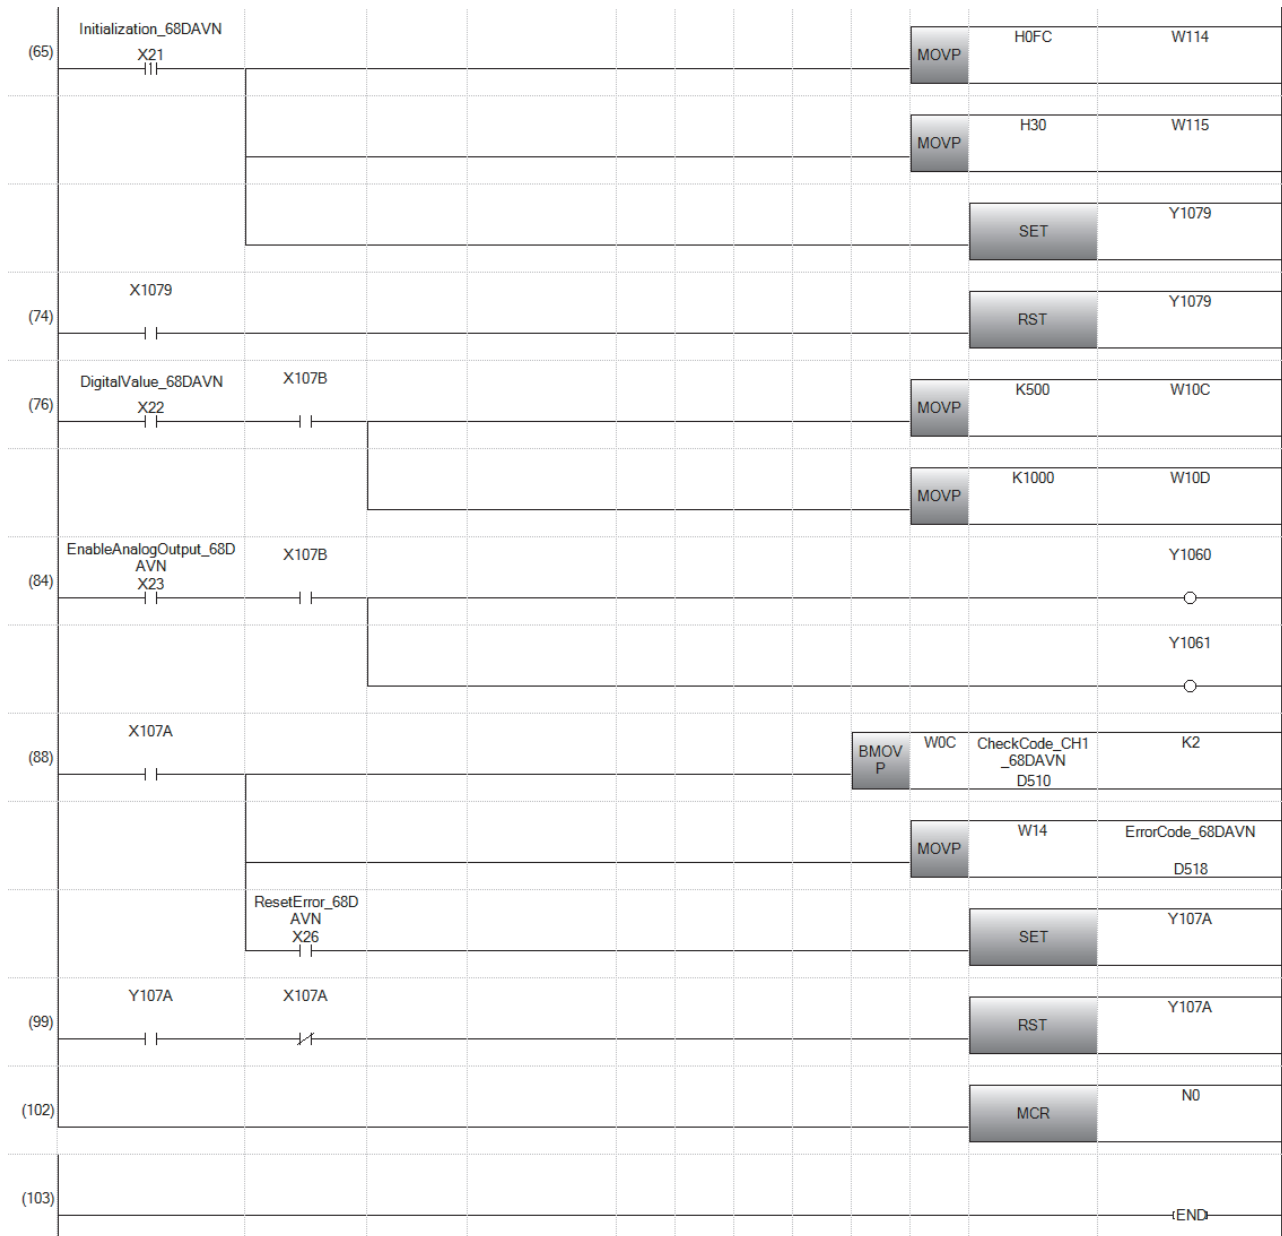 Initialization_68DAVN
(65)
X21
MOVP
H0FC
W114
MOVP
H30
W115
SET
Y1079
X1079
(74)
RST
Y1079
DigitalValue_68DAVN
X107B
(76)
X22
MOVP
K500
W10C
MOVP
K1000
W10D
EnableAnalogOutput_68D
AVN
X107B
(84)
X23
Y1060
Y1061
X107A
(88)
BMOV
P
W0C
CheckCode_CH1
_68DAVN
D510
K2
MOVP
W14
ErrorCode_68DAVN
D518
ResetError_68D
AVN
X26
SET
Y107A
Y107A
X107A
(99)
RST
Y107A
(102)
MCR
N0
(103)
END